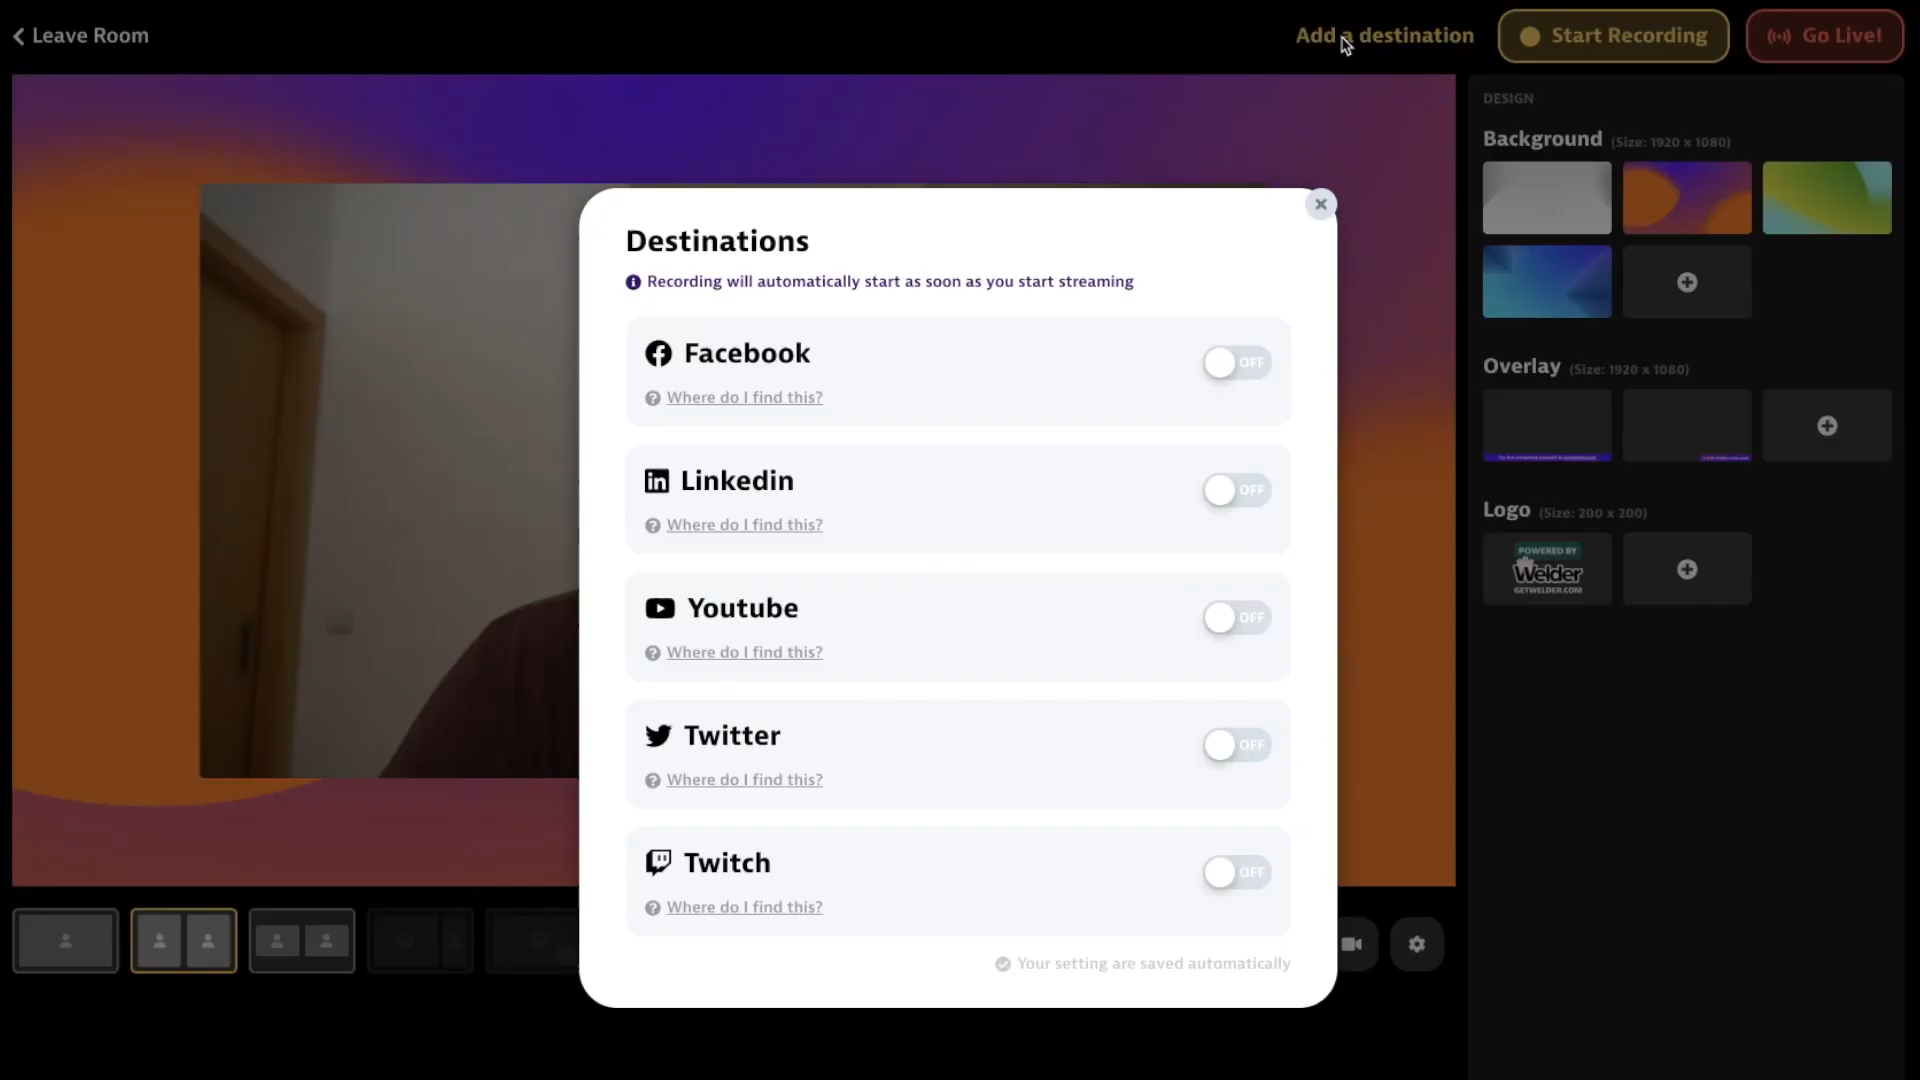 Leave Room
Add a destination
Start Recording
Go Live!
Destinations
Recording will automatically start as soon as you start streaming
Facebook
OFF
Where do I find this?
Linkedin
OFF
Where do I find this?
Youtube
OFF
Where do I find this?
Twitter
OFF
Where do I find this?
Twitch
OFF
Where do I find this?
Your setting are saved automatically
DESIGN
Background (Size: 1920 x 1080)
Overlay (Size: 1920 x 1080)
Logo (Size: 200 x 200)
POWERED BY
Welder
GETWELDER.COM